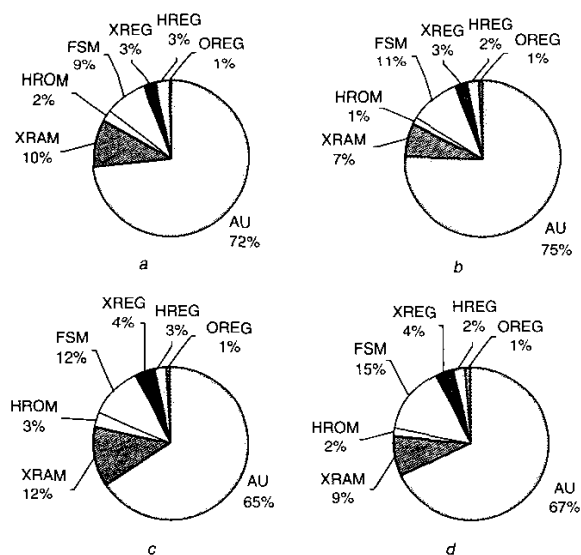 XREG
3%
HREG
3%
OREG
1%
FSM
9%
HROM
2%
XRAM
10%
AU
72%
a
XREG
3%
HREG
2%
OREG
1%
FSM
11%
HROM
1%
XRAM
7%
AU
75%
b
XREG
4%
HREG
3%
OREG
1%
FSM
12%
HROM
3%
XRAM
12%
AU
65%
c
XREG
4%
HREG
2%
OREG
1%
FSM
15%
HROM
2%
XRAM
9%
AU
67%
d